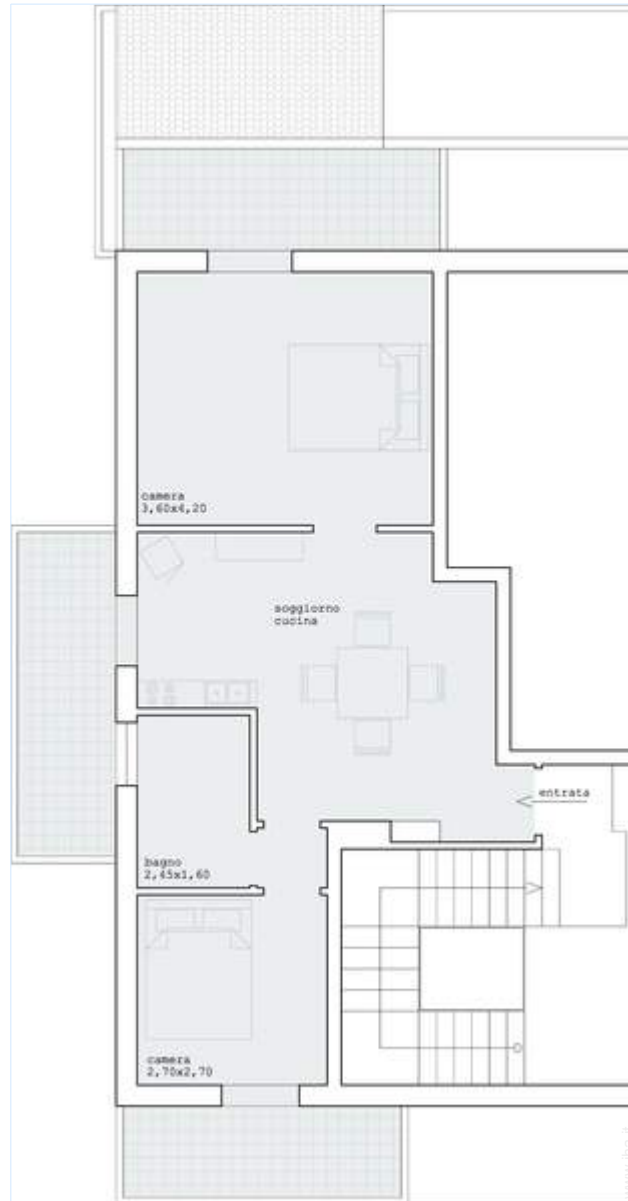 camera
3,60x4,20
soggiorno
cucina
entrata
bagno
2,45x1,60
camera
2,70x2,70